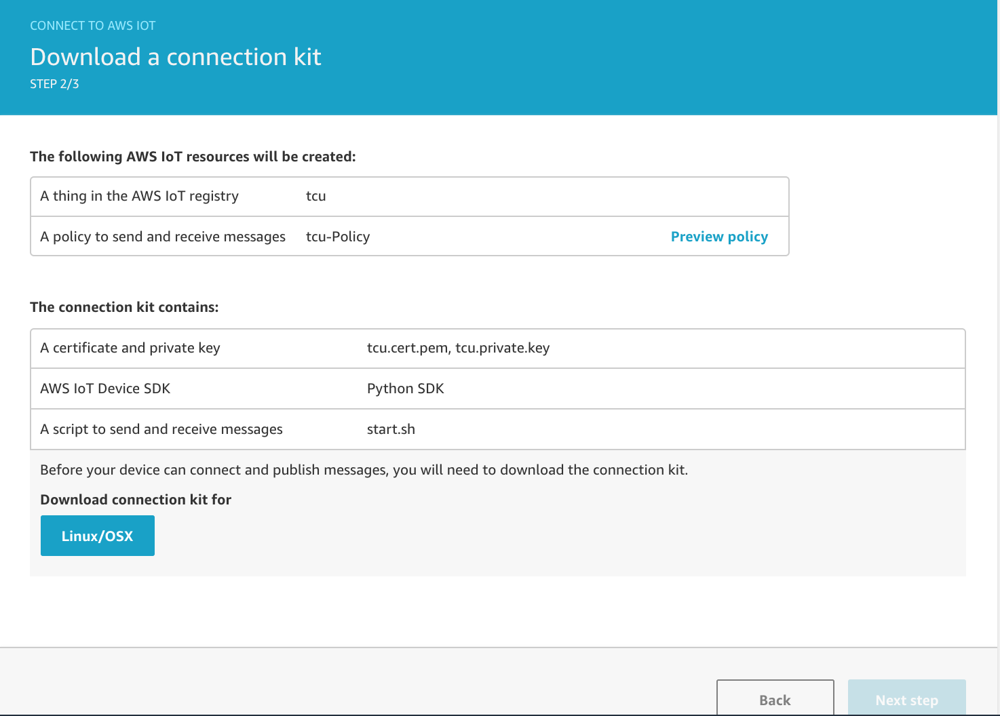 CONNECT TO AWS IOT
Download a connection kit
STEP 2/3
The following AWS IoT resources will be created:
A thing in the AWS IoT registry tcu
A policy to send and receive messages tcu-Policy Preview policy
The connection kit contains:
A certificate and private key tcu.cert.pem, tcu.private.key
AWS IoT Device SDK Python SDK
A script to send and receive messages start.sh
Before your device can connect and publish messages, you will need to download the connection kit.
Download connection kit for
Linux/OSX
Back Next step